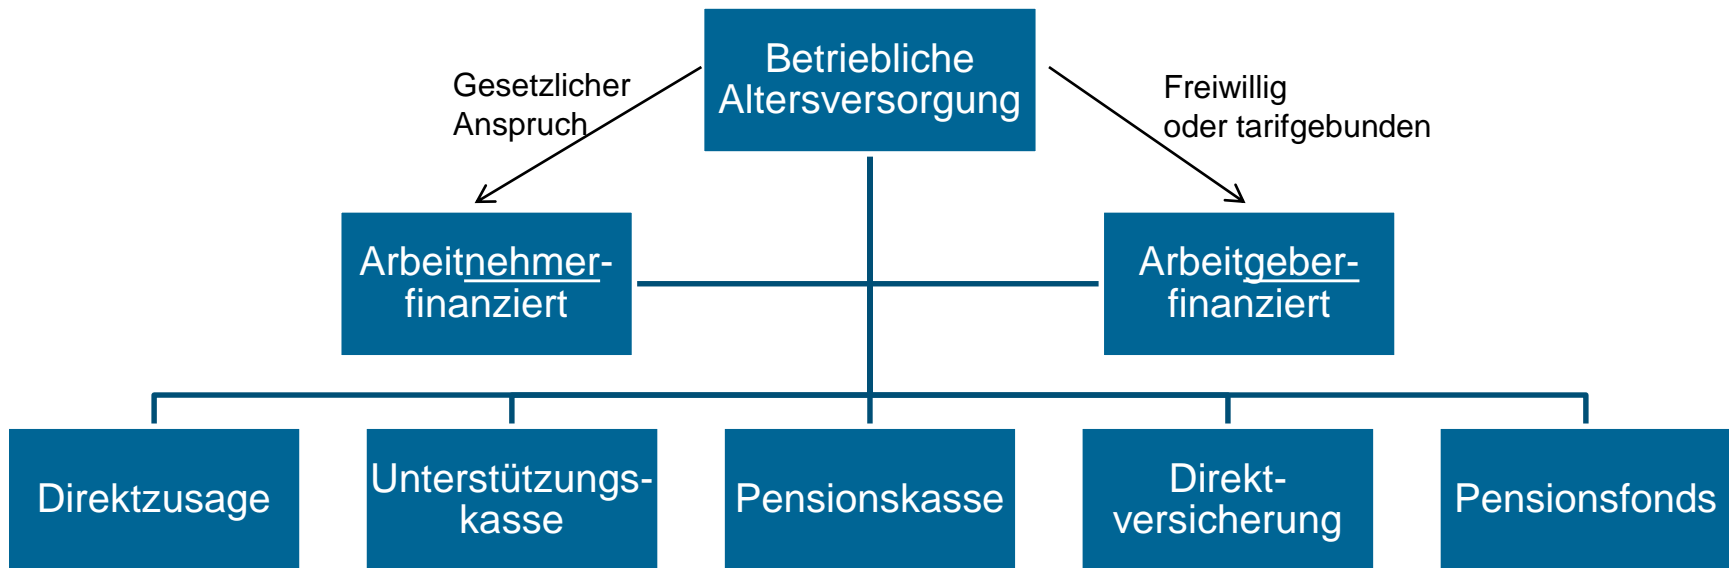 Betriebliche
Altersversorgung
Gesetzlicher
Anspruch
Freiwillig
oder tarifgebunden
Arbeitnehmer-
finanziert
Arbeitgeber-
finanziert
Direktzusage
Unterstützungs-
kasse
Pensionskasse
Direkt-
versicherung
Pensionsfonds